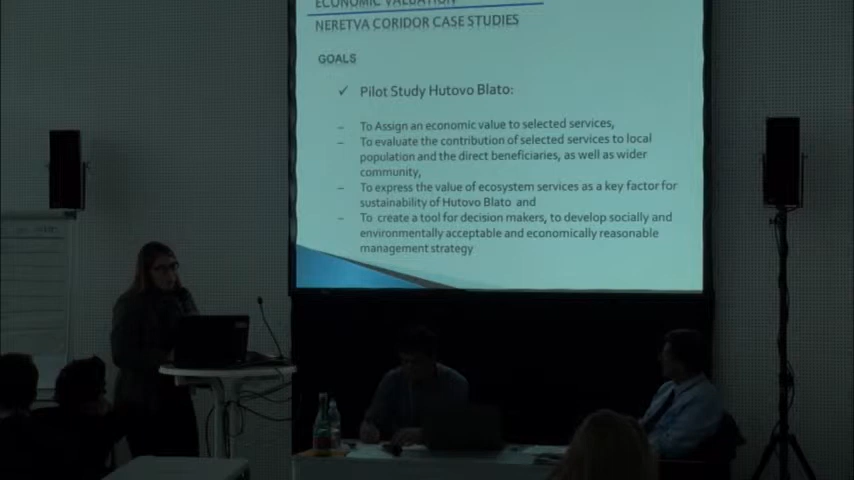 ECONOMIC VALUATION
NERETVA CORIDOR CASE STUDIES
GOALS
✓ Pilot Study Hutovo Blato:
– To Assign an economic value to selected services,
– To evaluate the contribution of selected services to local
population and the direct beneficiaries, as well as wider
community,
– To express the value of ecosystem services as a key factor for
sustainability of Hutovo Blato and
– To create a tool for decision makers, to develop socially and
environmentally acceptable and economically reasonable
management strategy